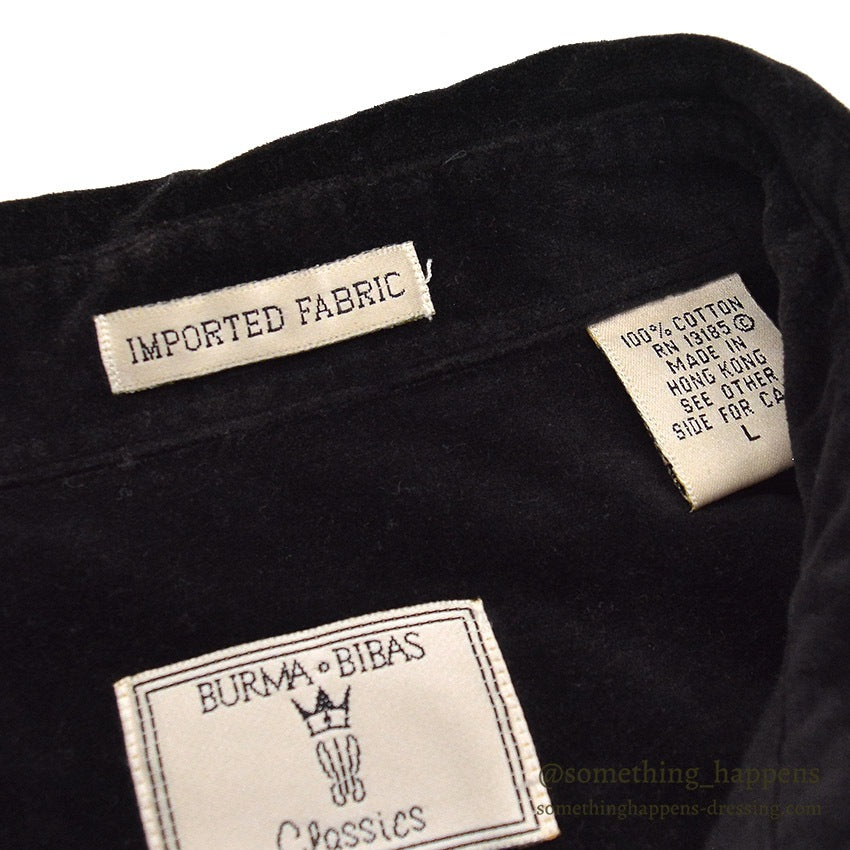 IMPORTED FABRIC
100% COTTON
RN 13185 ©
MADE IN
HONG KONG
SEE OTHER
SIDE FOR CA
L
BURMA • BIBAS
Classics
@something_happens
somethinghappens-dressing.com